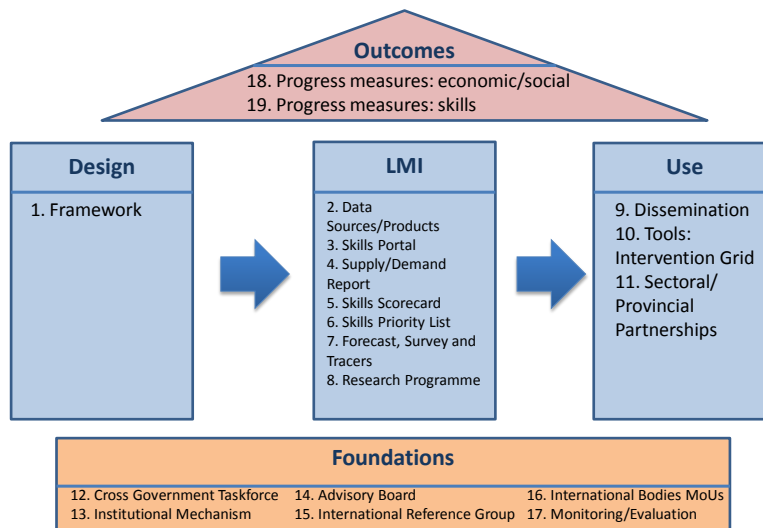 Outcomes
18. Progress measures: economic/social
19. Progress measures: skills
Design
1. Framework
LMI
2. Data
Sources/Products
3. Skills Portal
4. Supply/Demand
Report
5. Skills Scorecard
6. Skills Priority List
7. Forecast, Survey and
Tracers
8. Research Programme
Use
9. Dissemination
10. Tools:
Intervention Grid
11. Sectoral/
Provincial
Partnerships
Foundations
12. Cross Government Taskforce
13. Institutional Mechanism
14. Advisory Board
15. International Reference Group
16. International Bodies MoUs
17. Monitoring/Evaluation